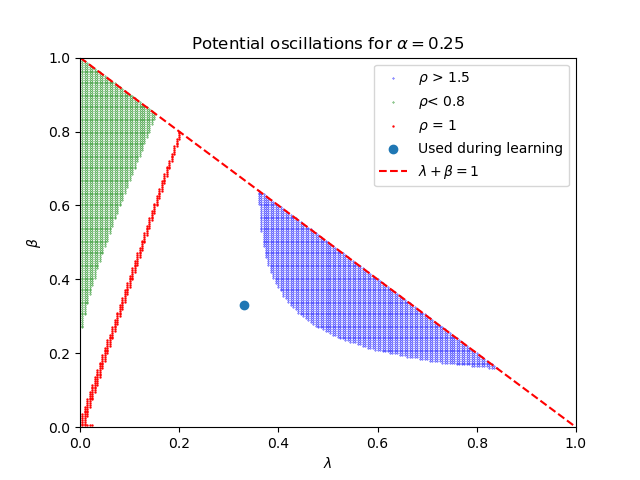 Potential oscillations for α = 0.25
ρ > 1.5
ρ< 0.8
ρ = 1
Used during learning
λ + β = 1
1.0
0.8
0.6
0.4
0.2
0.0
β
0.0 0.2 0.4 0.6 0.8 1.0
λ